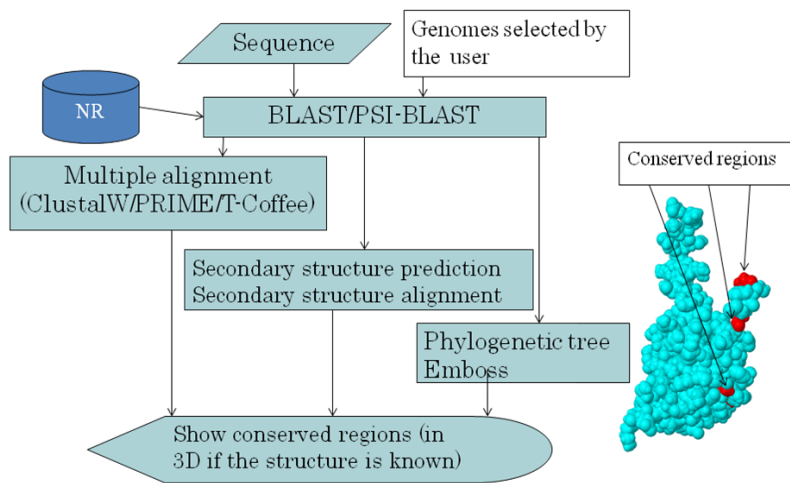 Sequence
Genomes selected by
the user
NR
BLAST/PSI-BLAST
Multiple alignment
(ClustalW/PRIME/T-Coffee)
Conserved regions
Secondary structure prediction
Secondary structure alignment
Phylogenetic tree
Emboss
Show conserved regions (in
3D if the structure is known)